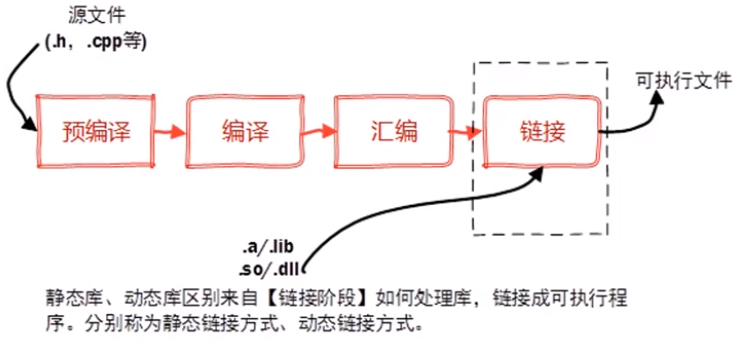 源文件
(.h，.cpp等)
可执行文件
预编译
编译
汇编
链接
.a/.lib
.so/.dll
静态库、动态库区别来自【链接阶段】如何处理库，链接成可执行程
序。分别称为静态链接方式、动态链接方式。